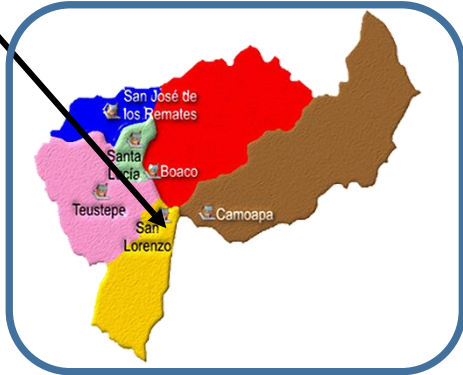 San José de
los Remates
Santa
Lucía
Boaco
Teustepe
Camoapa
San
Lorenzo